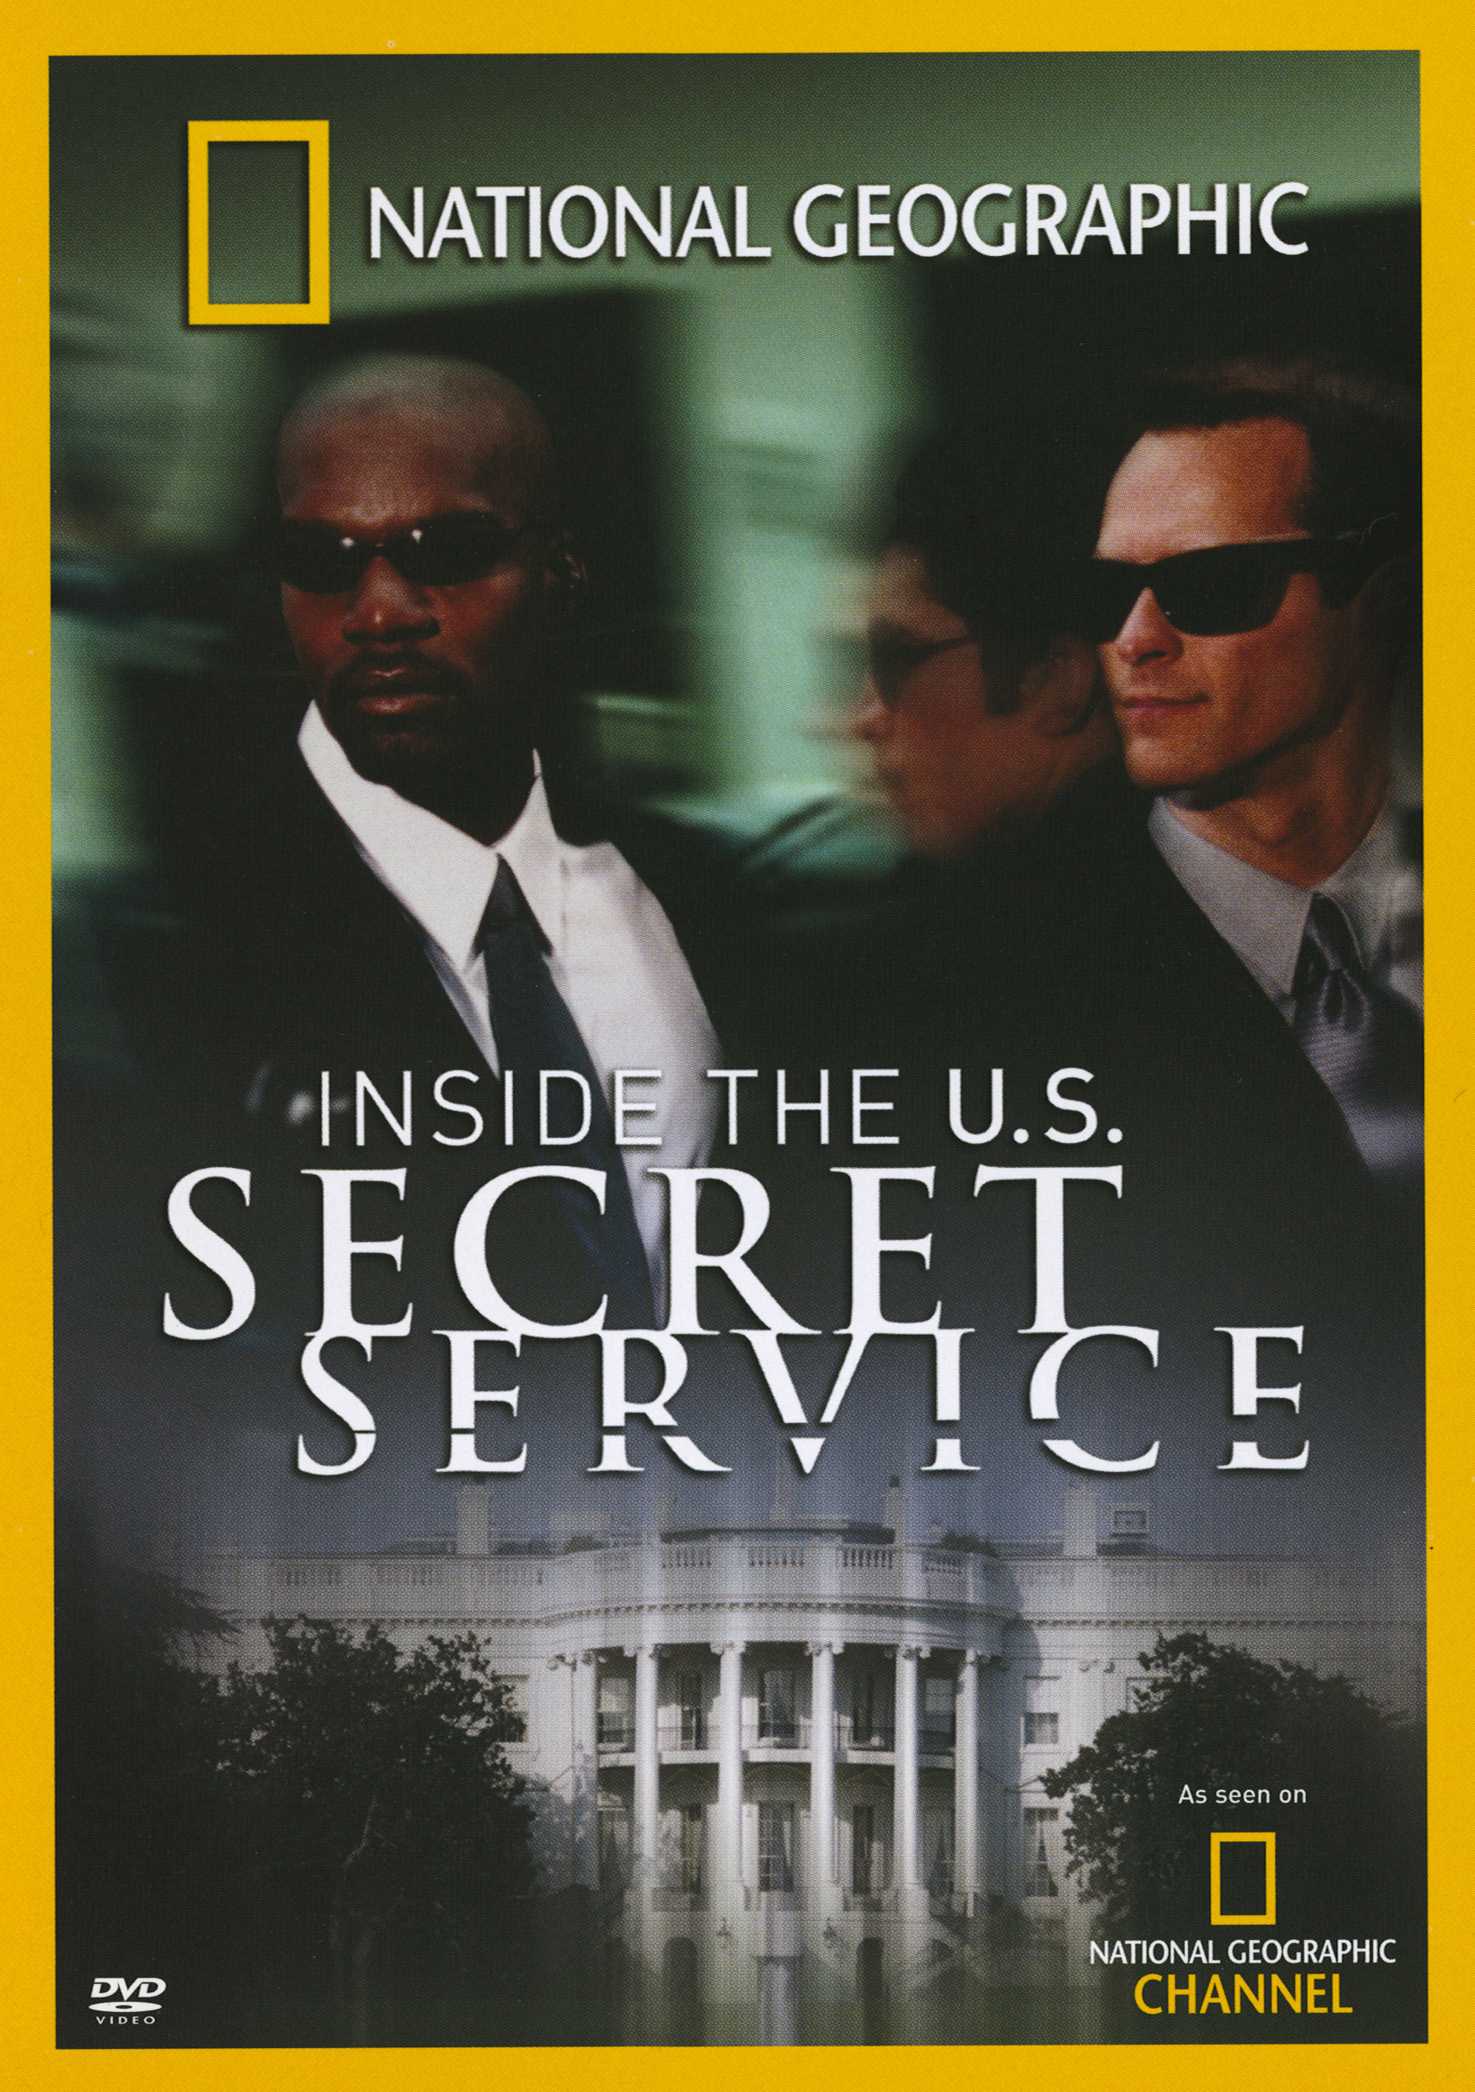 NATIONAL GEOGRAPHIC
INSIDE THE U.S.
SECRET
SERVICE
As seen on
NATIONAL GEOGRAPHIC
CHANNEL
DVD
VIDEO